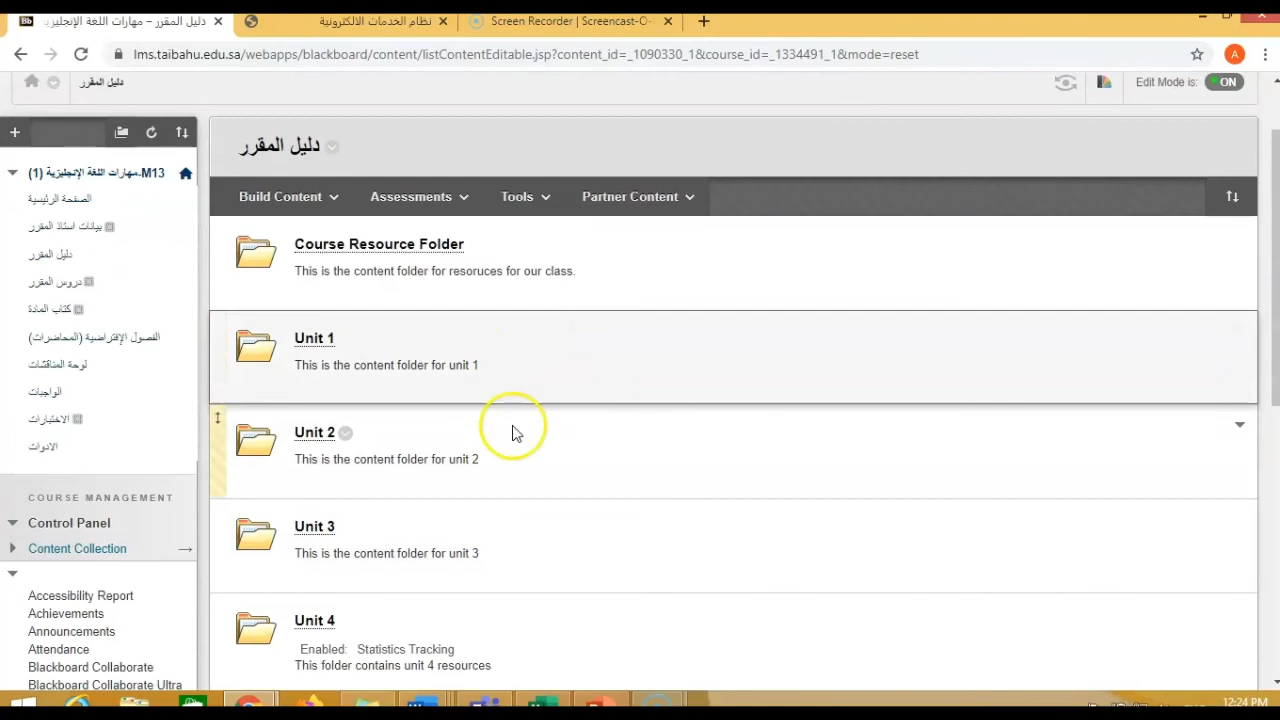 دليل المقرر – مهارات اللغة الإنجليزي
نظام الخدمات الالكترونية
Screen Recorder | Screencast-O-
lms.taibahu.edu.sa/webapps/blackboard/content/listContentEditable.jsp?content_id=_1090330_1&course_id=_1334491_1&mode=reset
A
دليل المقرر
Edit Mode is: ON
M13-مهارات اللغة الإنجليزية (1)
الصفحة الرئيسية
بيانات استاذ المقرر
دليل المقرر
دروس المقرر
كتاب المادة
الفصول الإفتراضية (المحاضرات)
لوحة المناقشات
الواجبات
الاختبارات
الادوات
COURSE MANAGEMENT
Control Panel
Content Collection
Accessibility Report
Achievements
Announcements
Attendance
Blackboard Collaborate
Blackboard Collaborate Ultra
دليل المقرر
Build Content
Assessments
Tools
Partner Content
Course Resource Folder
This is the content folder for resoruces for our class.
Unit 1
This is the content folder for unit 1
Unit 2
This is the content folder for unit 2
Unit 3
This is the content folder for unit 3
Unit 4
Enabled: Statistics Tracking
This folder contains unit 4 resources
12:24 PM